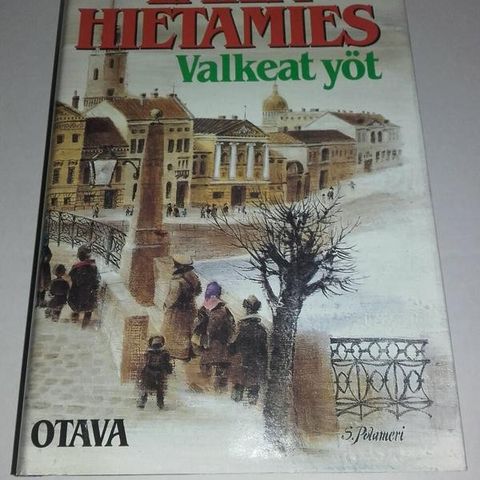 HIETAMIES
Valkeat yöt
OTAVA
S. Polameri